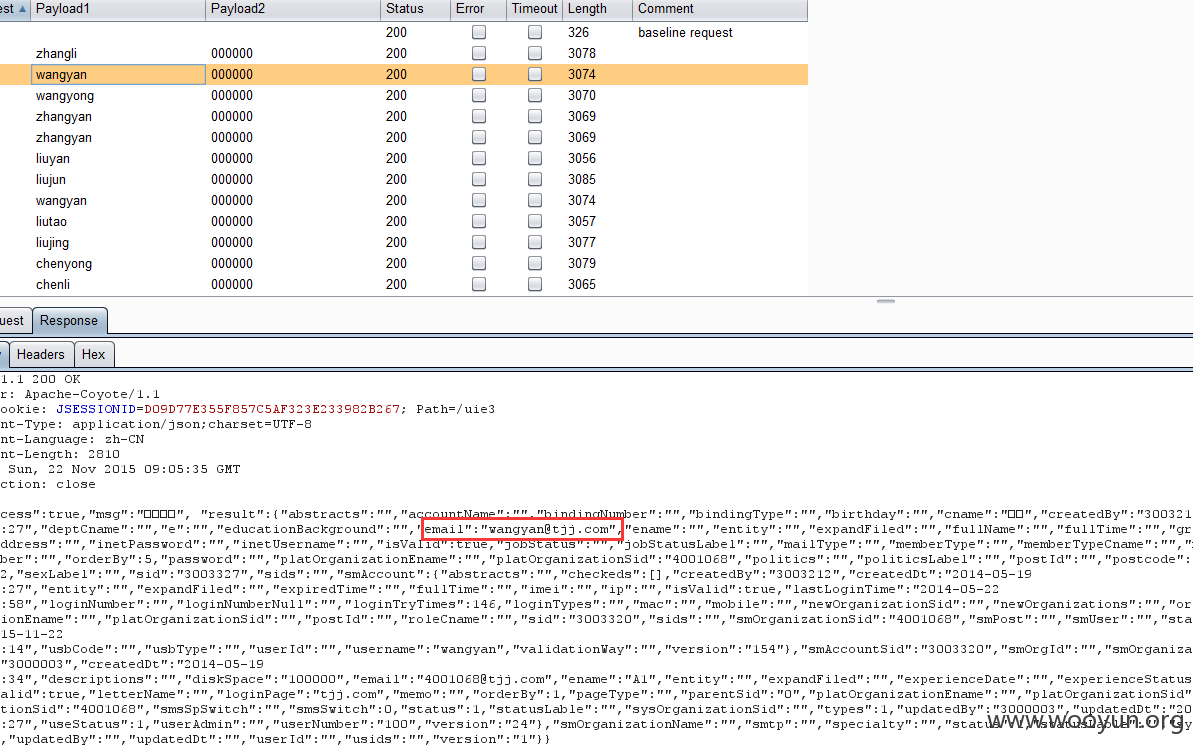 est Payload1 Payload2 Status Error Timeout Length Comment
200 326 baseline request
zhangli 000000 200 3078
wangyan 000000 200 3074
wangyong 000000 200 3070
zhangyan 000000 200 3069
zhangyan 000000 200 3069
liuyan 000000 200 3056
liujun 000000 200 3085
wangyan 000000 200 3074
liutao 000000 200 3057
liujing 000000 200 3077
chenyong 000000 200 3079
chenli 000000 200 3065
uest Response
Headers Hex
1.1 200 OK
r: Apache-Coyote/1.1
ookie: JSESSIONID=D09D77E355F857C5AF323E233982B267; Path=/uie3
nt-Type: application/json;charset=UTF-8
nt-Language: zh-CN
nt-Length: 2810
Sun, 22 Nov 2015 09:05:35 GMT
ction: close
cess":true,"msg":"□□□□", "result":{"abstracts":"","accountName":"","bindingNumber":"","bindingType":"","birthday":"","cname":"□□","createdBy":"300321
:27","deptCname":"","e":"","educationBackground":"","email":"wangyan@tjj.com","ename":"","entity":"","expandFiled":"","fullName":"","fullTime":"","gr
ddress":"","inetPassword":"","inetUsername":"","isValid":true,"jobStatus":"","jobStatusLabel":"","mailType":"","memberType":"","memberTypeCname":"","
ber":"","orderBy":5,"password":"","platOrganizationEname":"","platOrganizationSid":"4001068","politics":"","politicsLabel":"","postId":"","postcode":
2,"sexLabel":"","sid":"3003327","sids":"","smAccount":{"abstracts":"","checkeds":[],"createdBy":"3003212","createdDt":"2014-05-19
:27","entity":"","expandFiled":"","expiredTime":"","fullTime":"","imei":"","ip":"","isValid":true,"lastLoginTime":"2014-05-22
:58","loginNumber":"","loginNumberNull":"","loginTryTimes":146,"loginTypes":"","mac":"","mobile":"","newOrganizationSid":"","newOrganizations":"","or
ionEname":"","platOrganizationSid":"","postId":"","roleCname":"","sid":"3003320","sids":"","smOrganizationSid":"4001068","smPost":"","smUser":"","sta
15-11-22
:14","usbCode":"","usbType":"","userId":"","username":"wangyan","validationWay":"","version":"154"},"smAccountSid":"3003320","smOrgId":"","smOrganiza
"3000003","createdDt":"2014-05-19
:34","descriptions":"","diskSpace":"100000","email":"4001068@tjj.com","ename":"A1","entity":"","expandFiled":"","experienceDate":"","experienceStatus
alid":true,"letterName":"","loginPage":"tjj.com","memo":"","orderBy":1,"pageType":"","parentSid":"0","platOrganizationEname":"","platOrganizationSid"
tionSid":"4001068","smsSpSwitch":"","smsSwitch":0,"status":1,"statusLable":"","sysOrganizationSid":"","types":1,"updatedBy":"3000003","updatedDt":"20
:27","useStatus":1,"userAdmin":"","userNumber":"100","version":"24"},"smOrganizationName":"","smtp":"","specialty":"","
,"updatedBy":"","updatedDt":"","userId":"","usids":"","version":"1"}}
www.wooyun.org